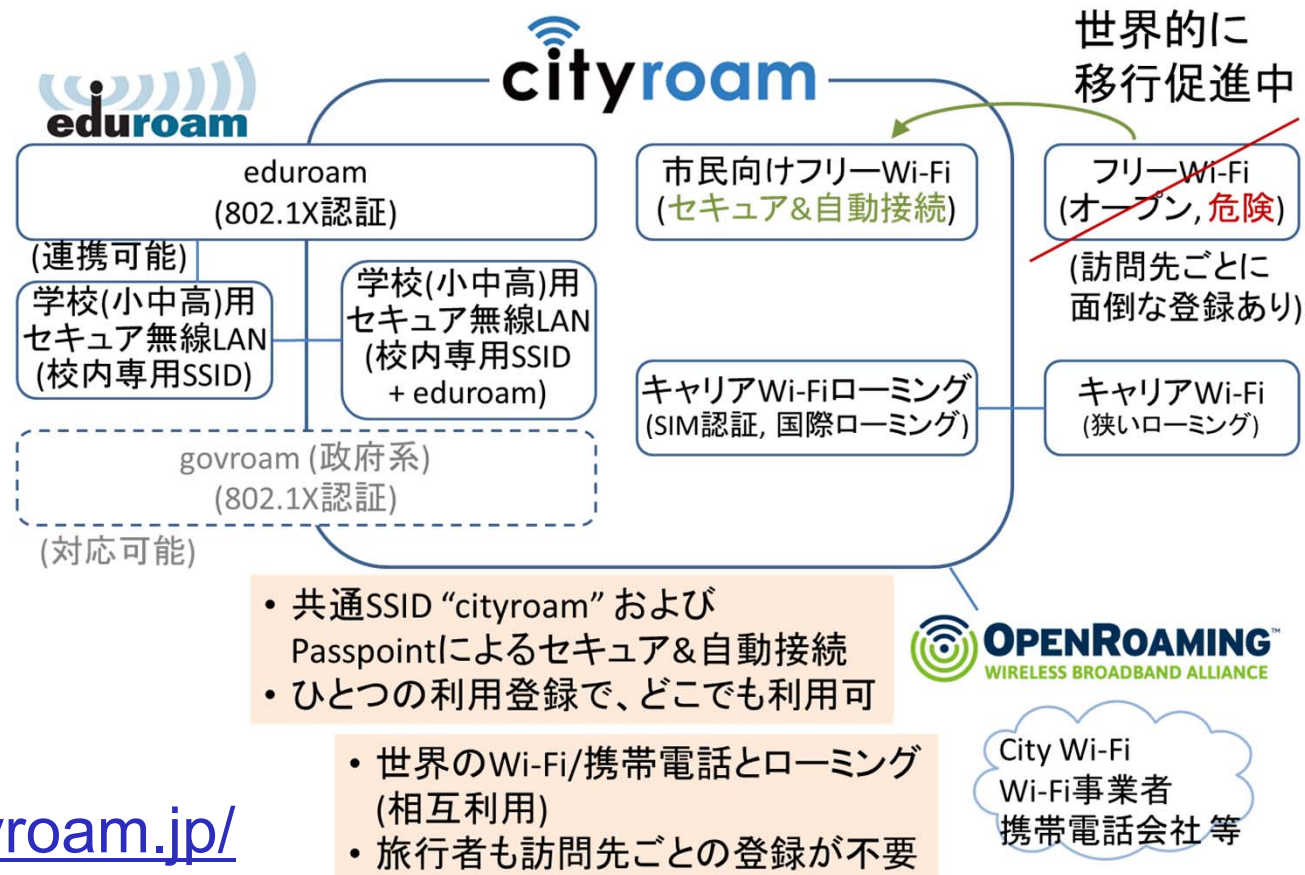 eduroam
cityroam
世界的に
移行促進中
eduroam
(802.1X認証)
市民向けフリーWi-Fi
(セキュア&自動接続)
フリーWi-Fi
(オープン, 危険)
(訪問先ごとに
面倒な登録あり)
(連携可能)
学校(小中高)用
セキュア無線LAN
(校内専用SSID)
学校(小中高)用
セキュア無線LAN
(校内専用SSID
+ eduroam)
キャリアWi-Fiローミング
(SIM認証, 国際ローミング)
キャリアWi-Fi
(狭いローミング)
govroam (政府系)
(802.1X認証)
(対応可能)
• 共通SSID “cityroam” および
Passpointによるセキュア&自動接続
• ひとつの利用登録で、どこでも利用可
OPENROAMING™
WIRELESS BROADBAND ALLIANCE
• 世界のWi-Fi/携帯電話とローミング
(相互利用)
• 旅行者も訪問先ごとの登録が不要
City Wi-Fi
Wi-Fi事業者
携帯電話会社 等
yroam.jp/